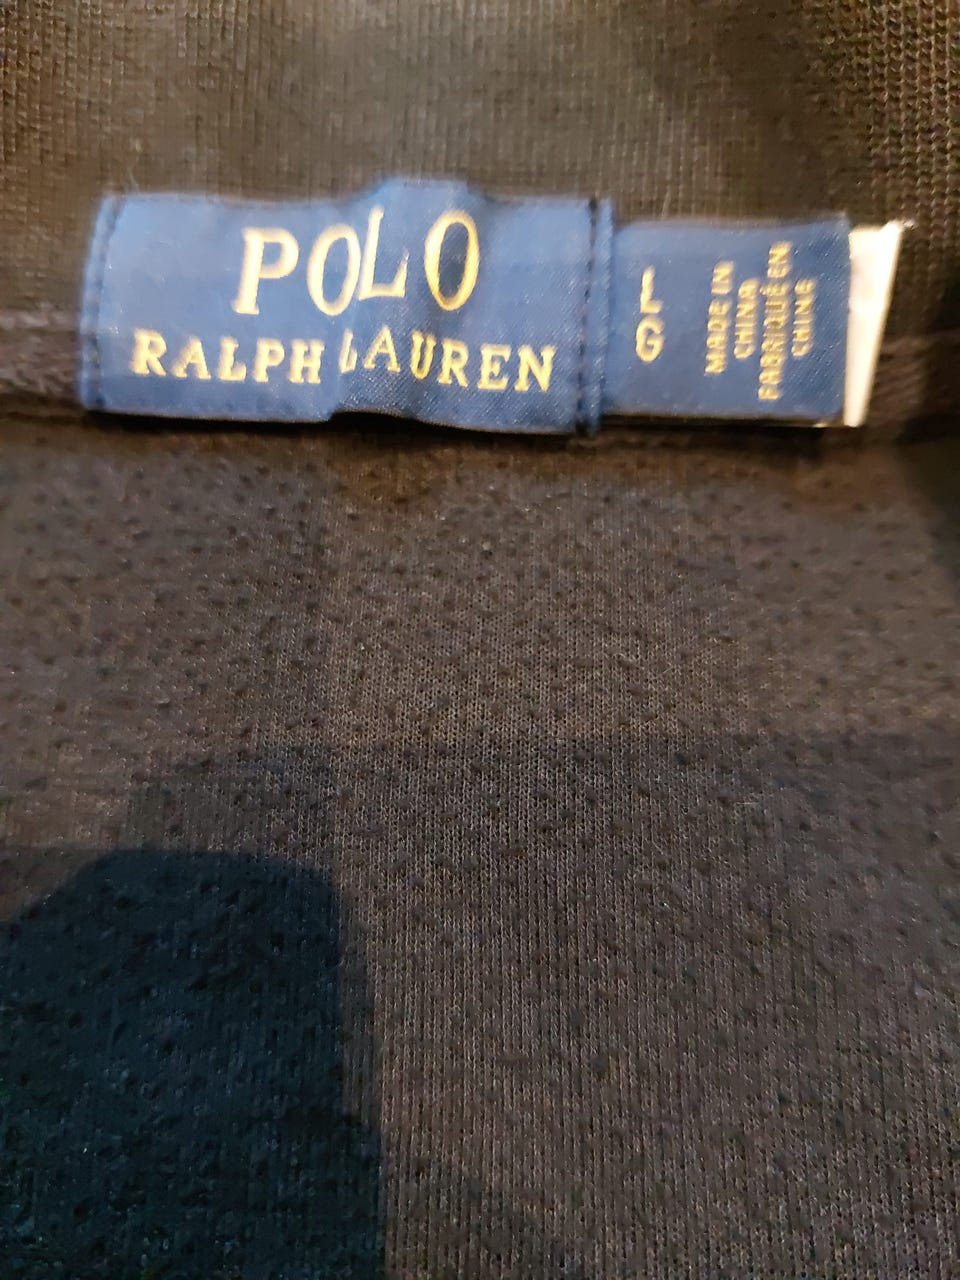 POLO
RALPH LAUREN
L
G
MADE IN
CHINA
FABRIQUÉ EN
CHINE